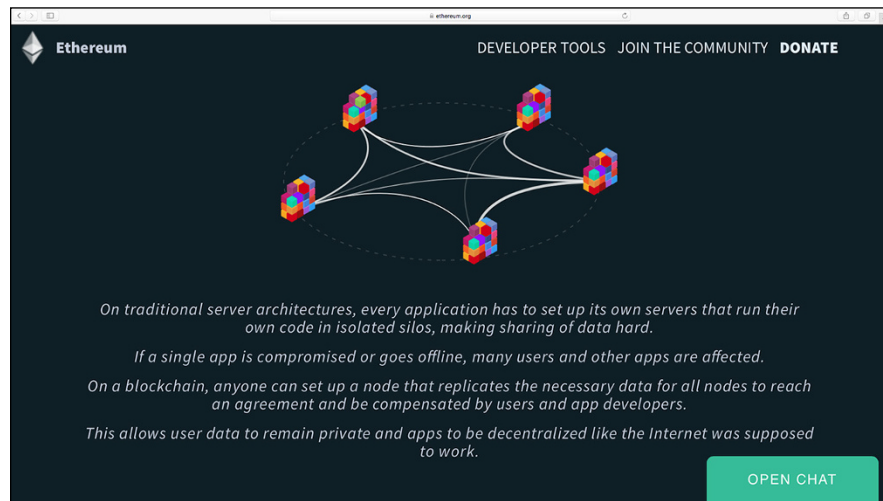 ethereum.org
Ethereum
DEVELOPER TOOLS JOIN THE COMMUNITY DONATE
On traditional server architectures, every application has to set up its own servers that run their
own code in isolated silos, making sharing of data hard.
If a single app is compromised or goes offline, many users and other apps are affected.
On a blockchain, anyone can set up a node that replicates the necessary data for all nodes to reach
an agreement and be compensated by users and app developers.
This allows user data to remain private and apps to be decentralized like the Internet was supposed
to work.
OPEN CHAT